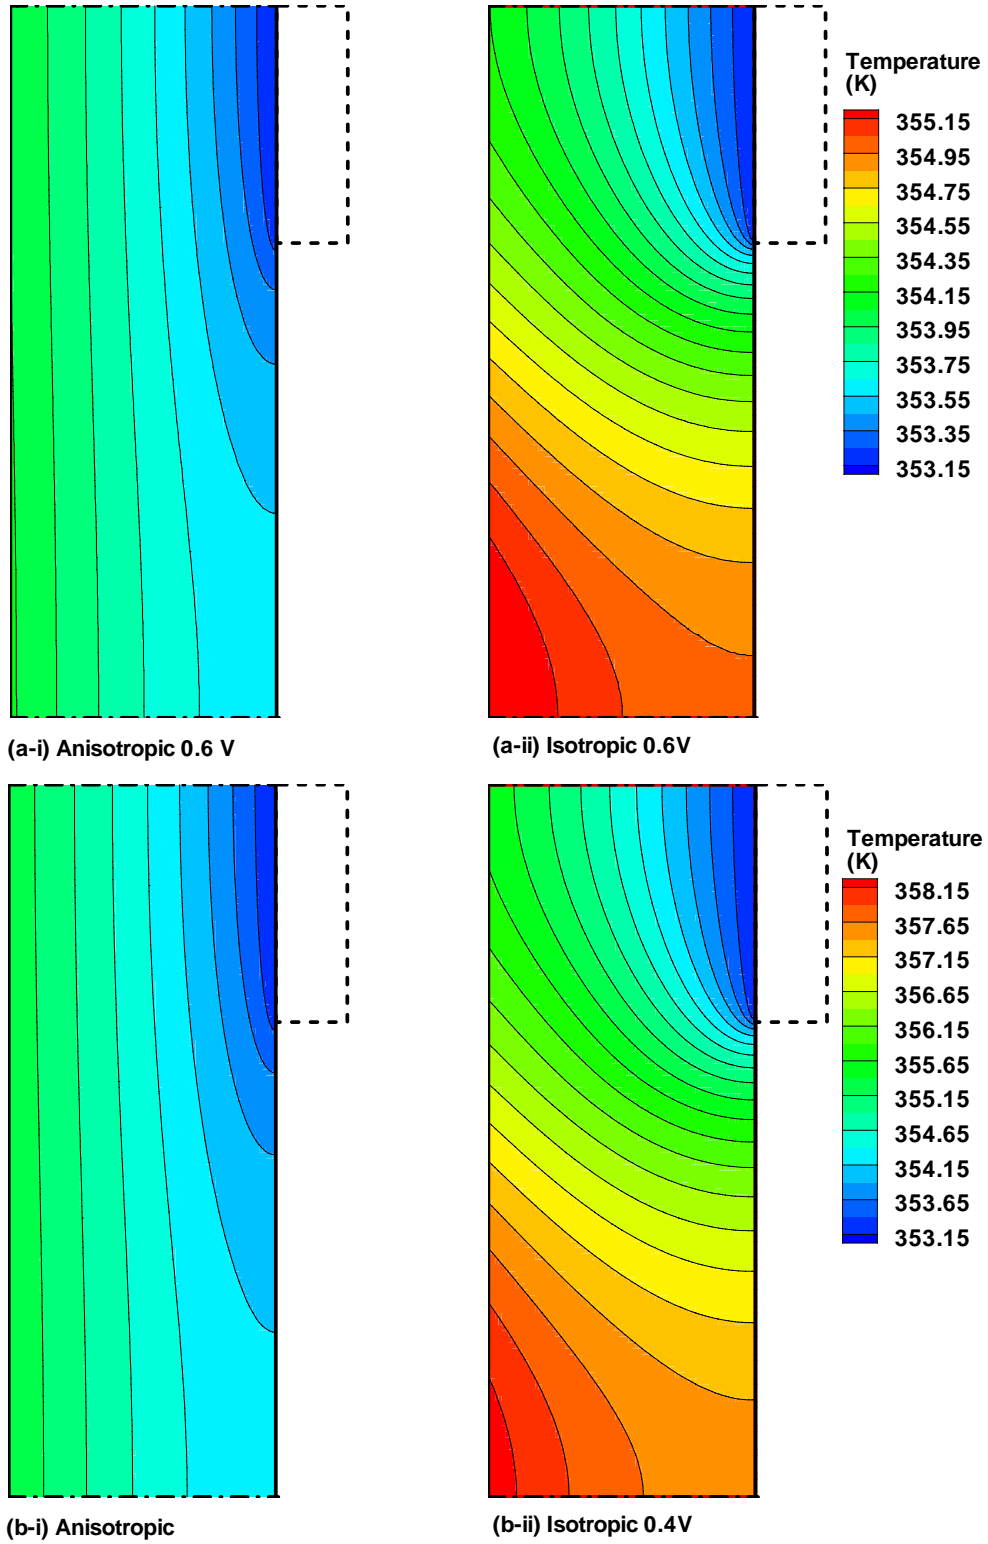 Temperature
(K)
355.15
354.95
354.75
354.55
354.35
354.15
353.95
353.75
353.55
353.35
353.15
(a-i) Anisotropic 0.6 V
(a-ii) Isotropic 0.6V
Temperature
(K)
358.15
357.65
357.15
356.65
356.15
355.65
355.15
354.65
354.15
353.65
353.15
(b-i) Anisotropic
(b-ii) Isotropic 0.4V